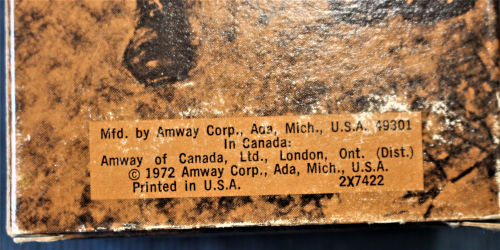 Mfd. by Amway Corp., Ada, Mich., U.S.A. 49301
In Canada:
Amway of Canada, Ltd., London, Ont. (Dist.)
© 1972 Amway Corp., Ada, Mich., U.S.A.
Printed in U.S.A. 2X7422